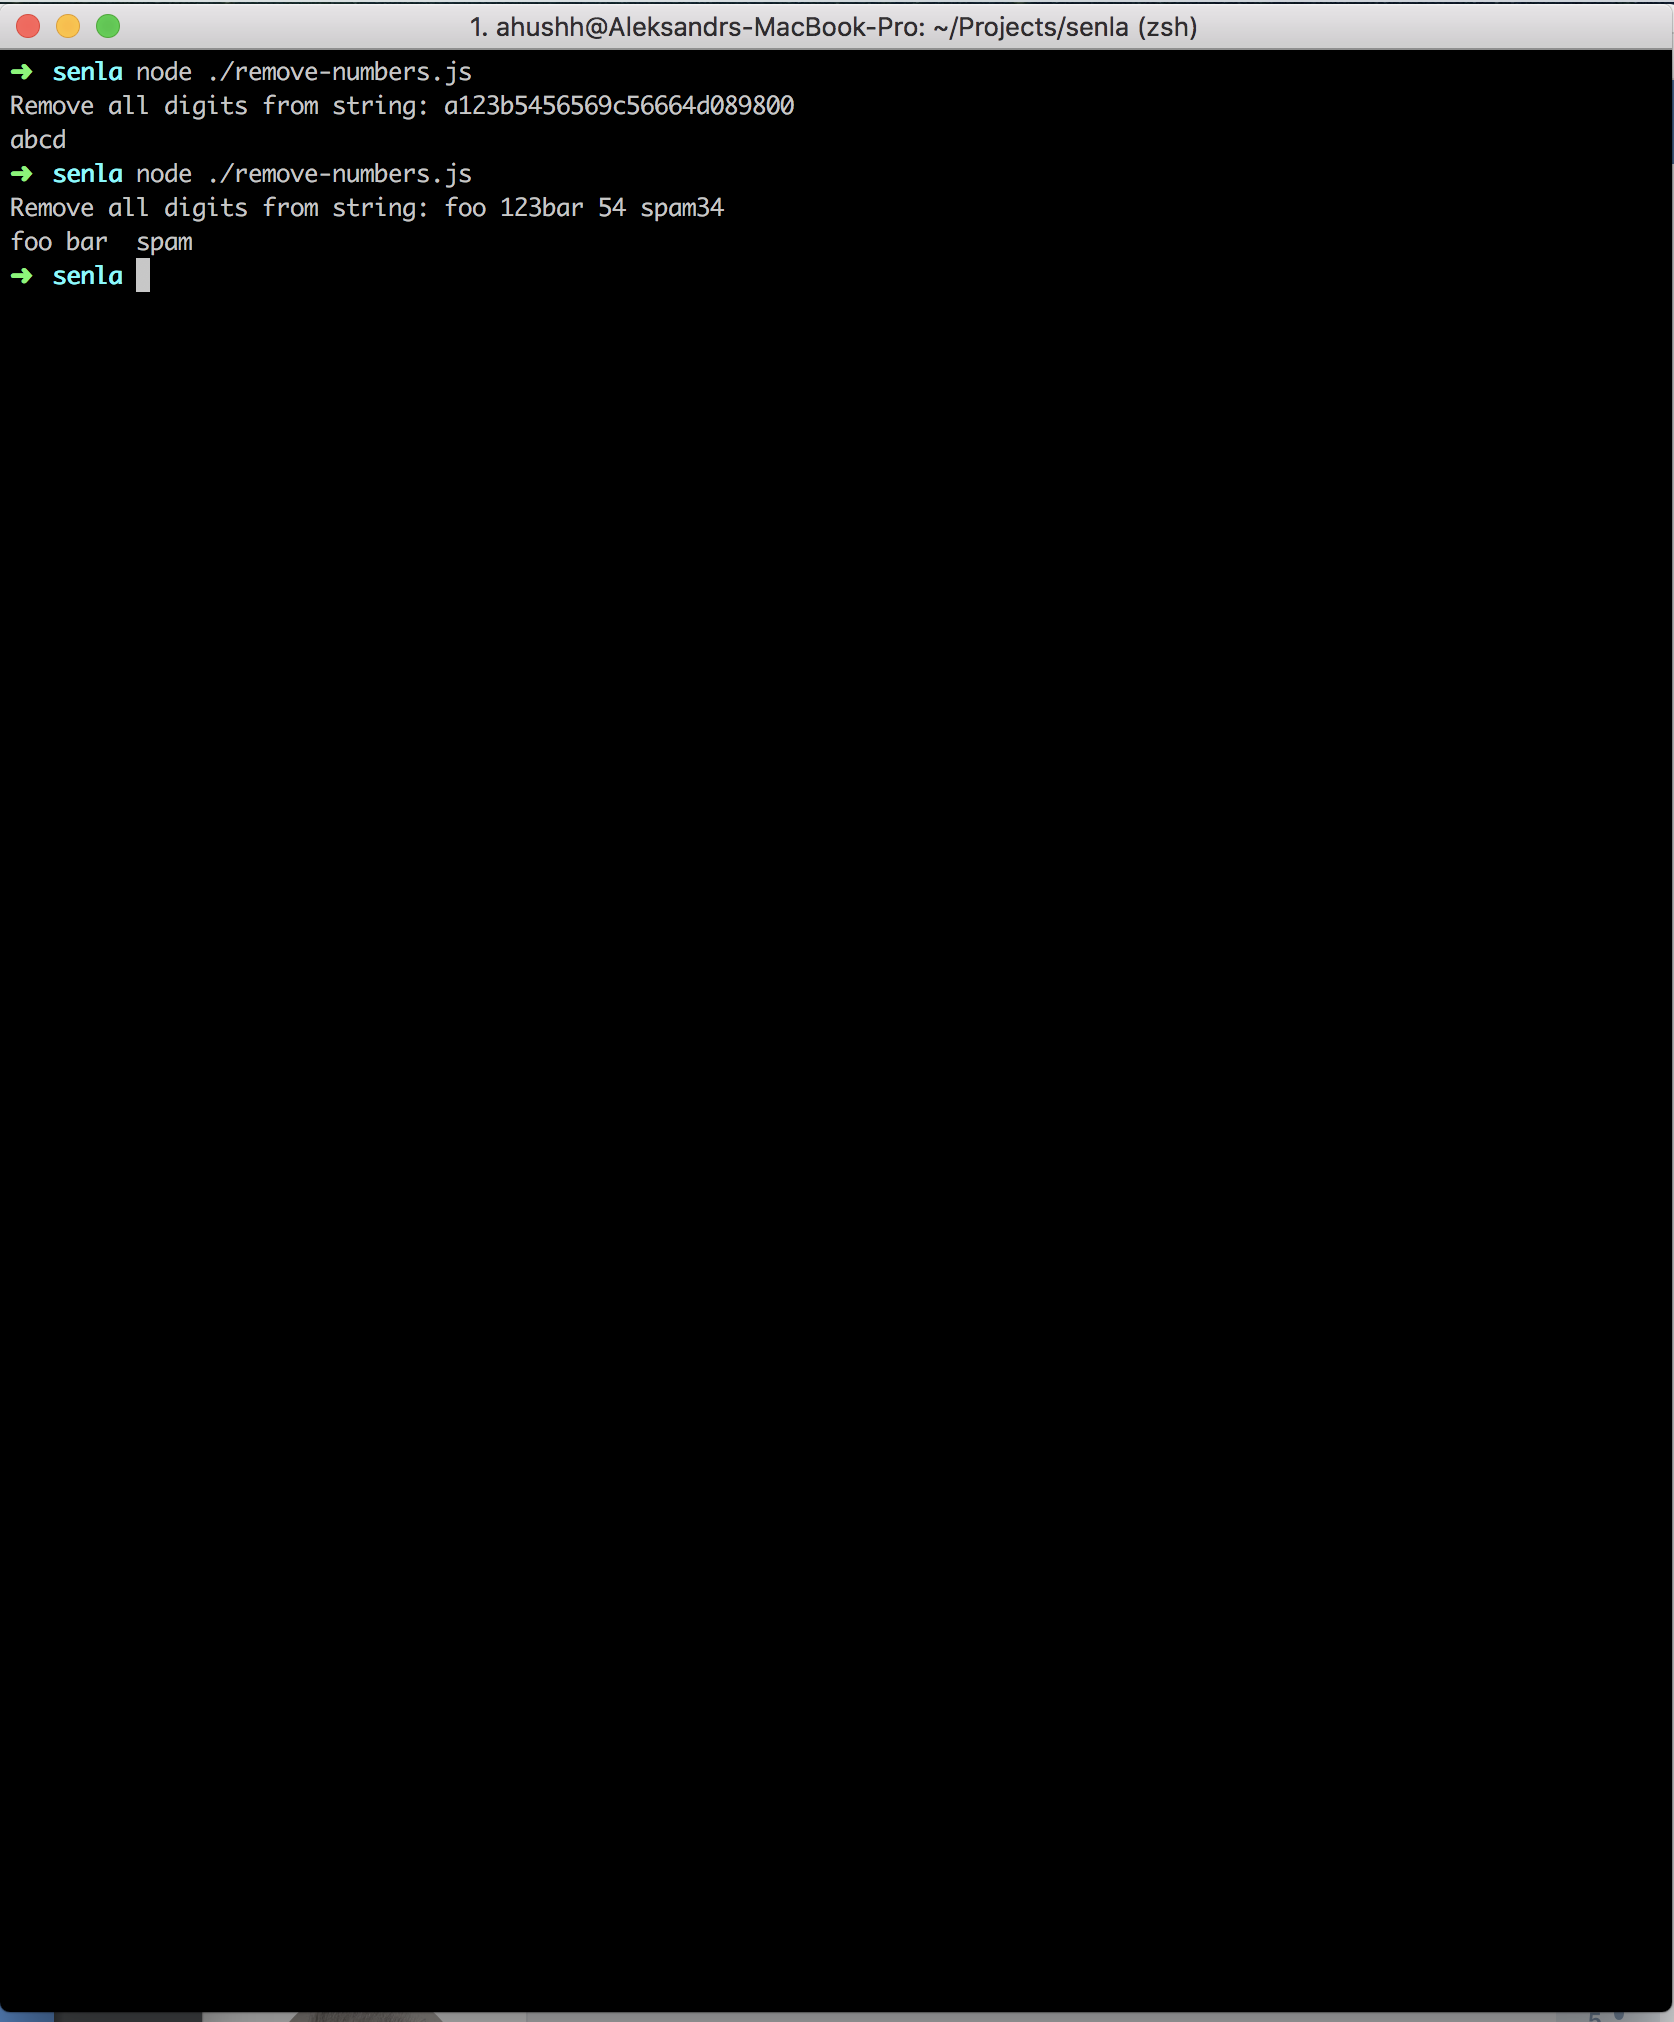 1. ahushh@Aleksandrs-MacBook-Pro: ~/Projects/senla (zsh)
➜ senla node ./remove-numbers.js
Remove all digits from string: a123b5456569c56664d089800
abcd
➜ senla node ./remove-numbers.js
Remove all digits from string: foo 123bar 54 spam34
foo bar  spam
➜ senla